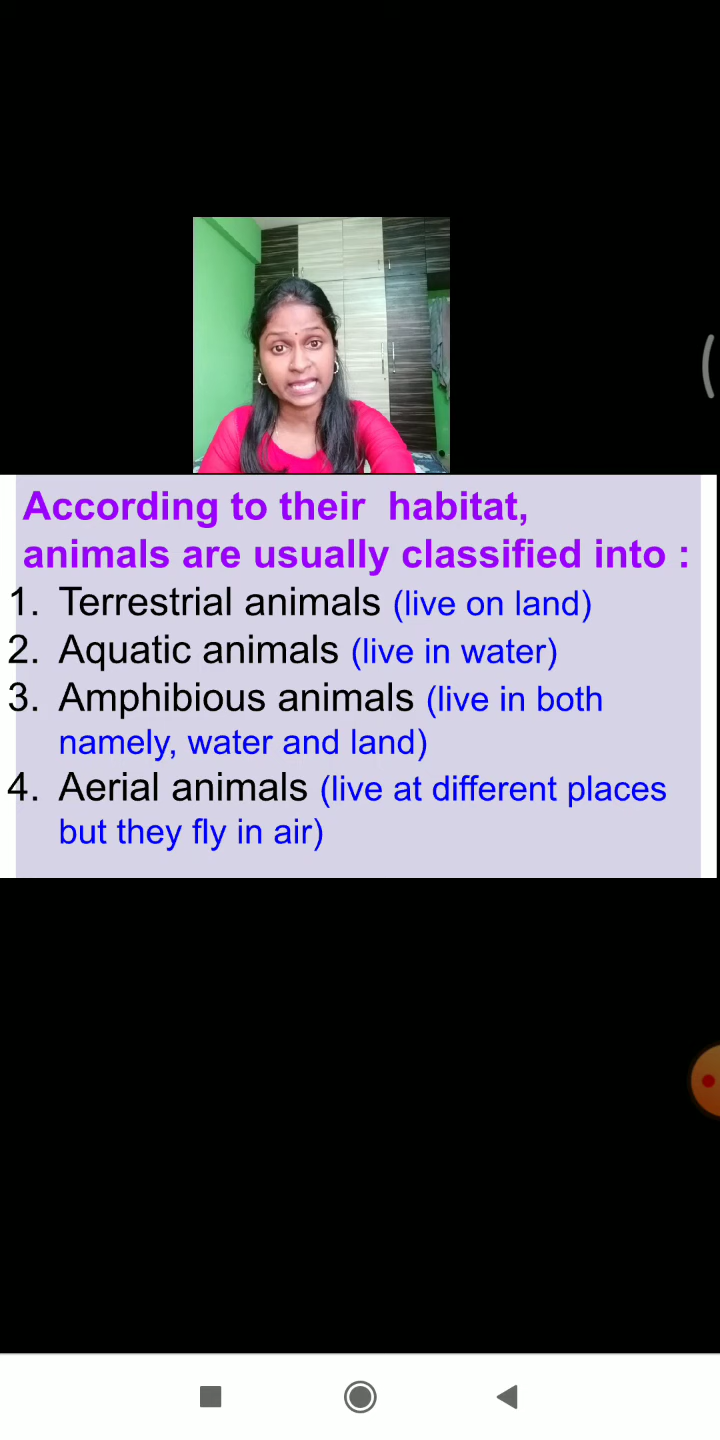 According to their habitat,
animals are usually classified into :
1. Terrestrial animals (live on land)
2. Aquatic animals (live in water)
3. Amphibious animals (live in both
namely, water and land)
4. Aerial animals (live at different places
but they fly in air)